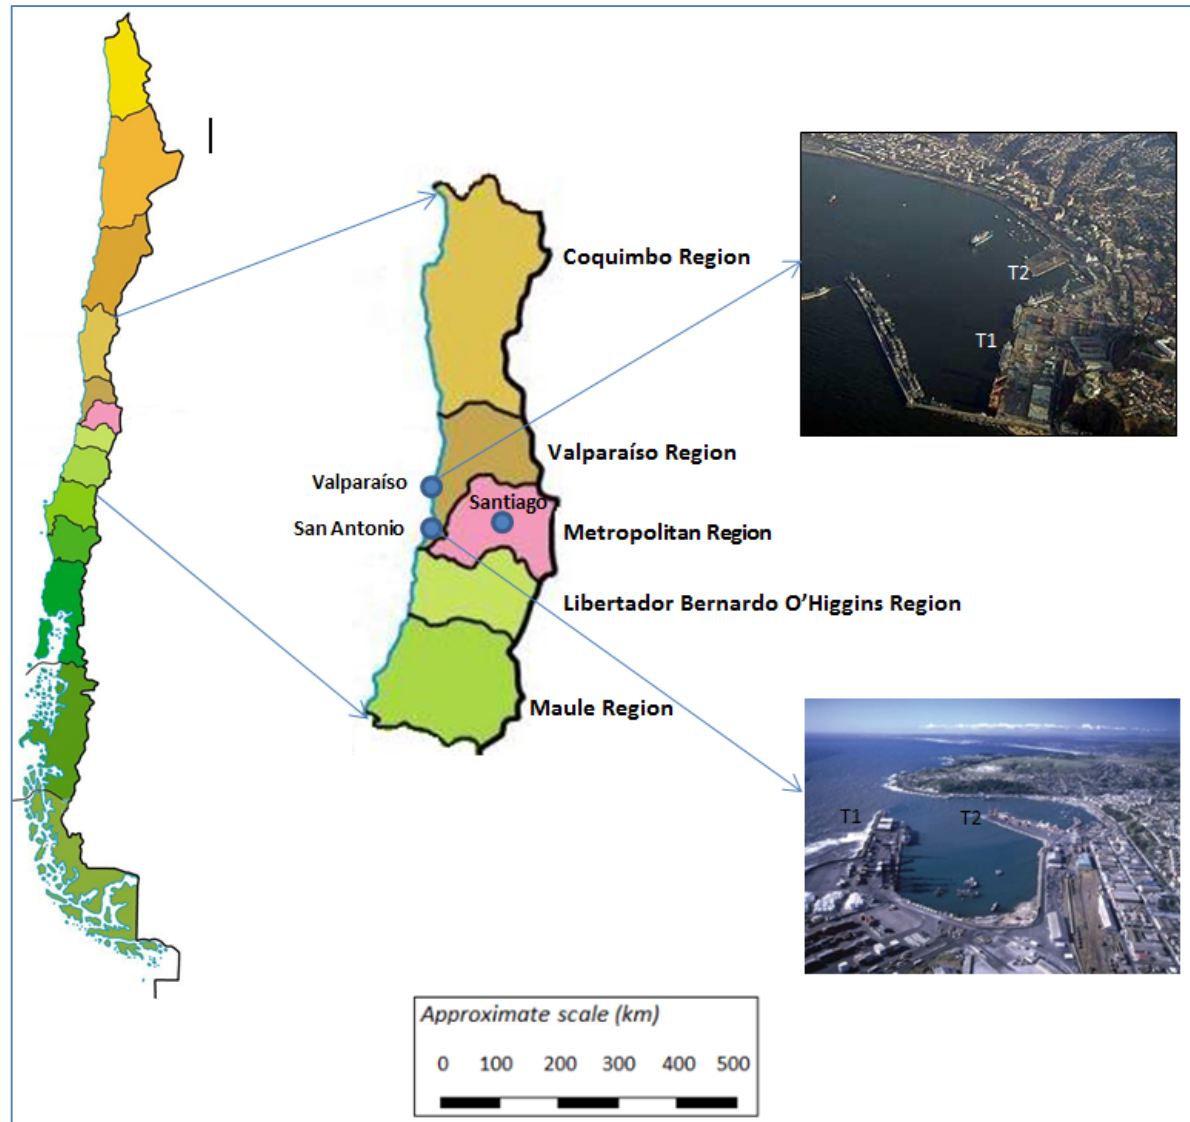 Coquimbo Region
T2
T1
Valparaíso Region
Valparaíso
Santiago
San Antonio
Metropolitan Region
Libertador Bernardo O’Higgins Region
Maule Region
T1
T2
Approximate scale (km)
0 100 200 300 400 500